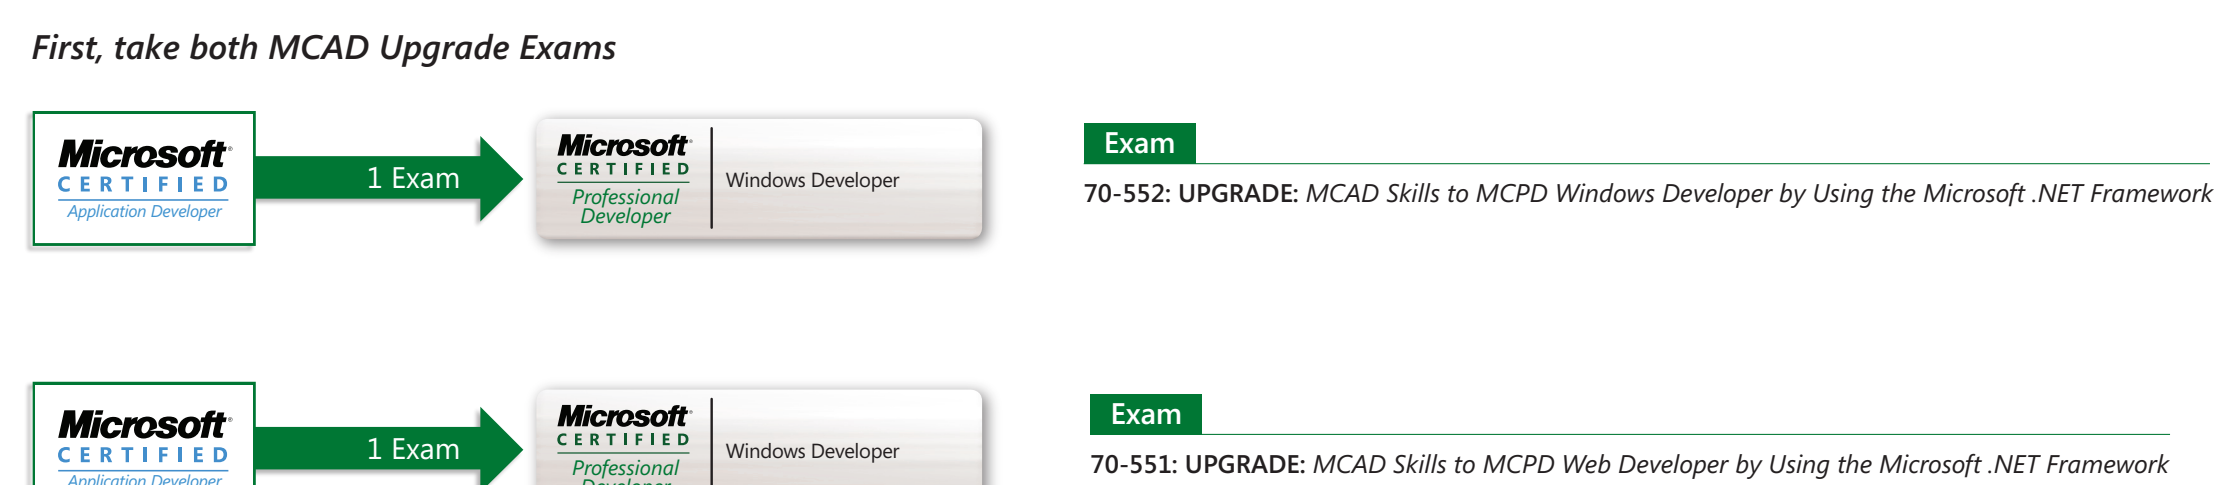 First, take both MCAD Upgrade Exams
Microsoft®
CERTIFIED
Application Developer
1 Exam
Microsoft®
CERTIFIED
Professional
Developer
Windows Developer
Exam
70-552: UPGRADE: MCAD Skills to MCPD Windows Developer by Using the Microsoft .NET Framework
Microsoft®
CERTIFIED
Application Developer
1 Exam
Microsoft®
CERTIFIED
Professional
Developer
Windows Developer
Exam
70-551: UPGRADE: MCAD Skills to MCPD Web Developer by Using the Microsoft .NET Framework